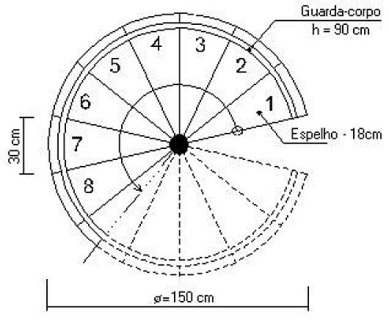 Guarda-corpo
h = 90 cm
4
3
5
2
6
1
Espelho - 18cm
7
30 cm
8
ø=150 cm